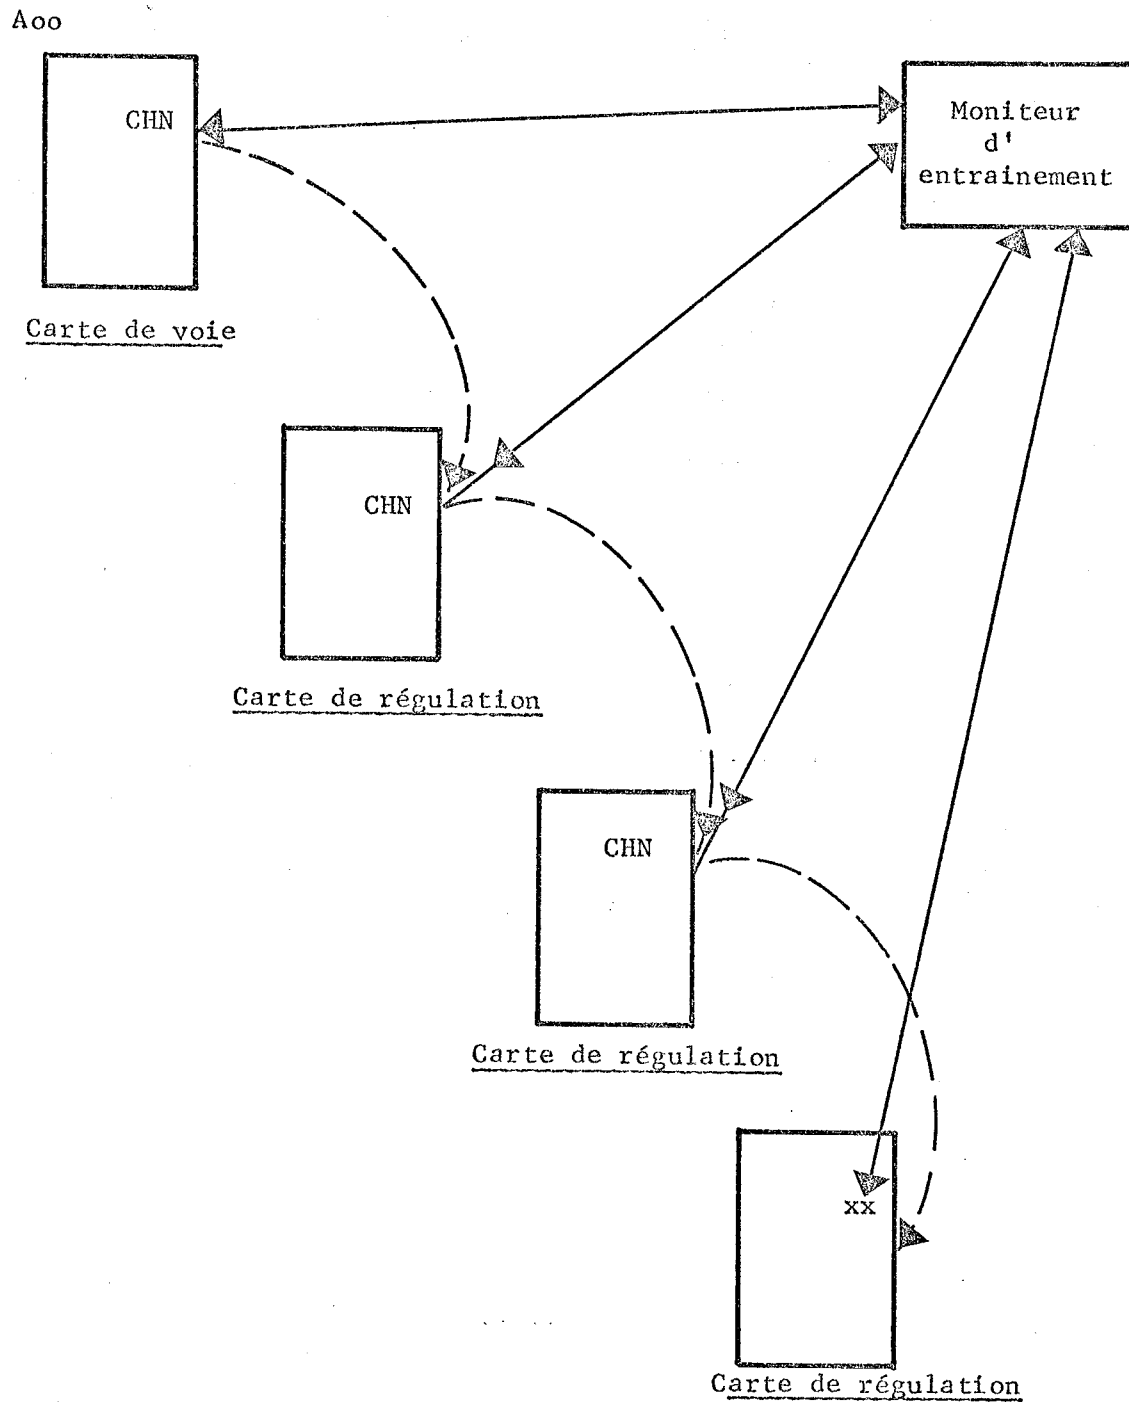 Aoo
CHN
Moniteur
d'
entrainement
Carte de voie
CHN
Carte de régulation
CHN
Carte de régulation
xx
Carte de régulation